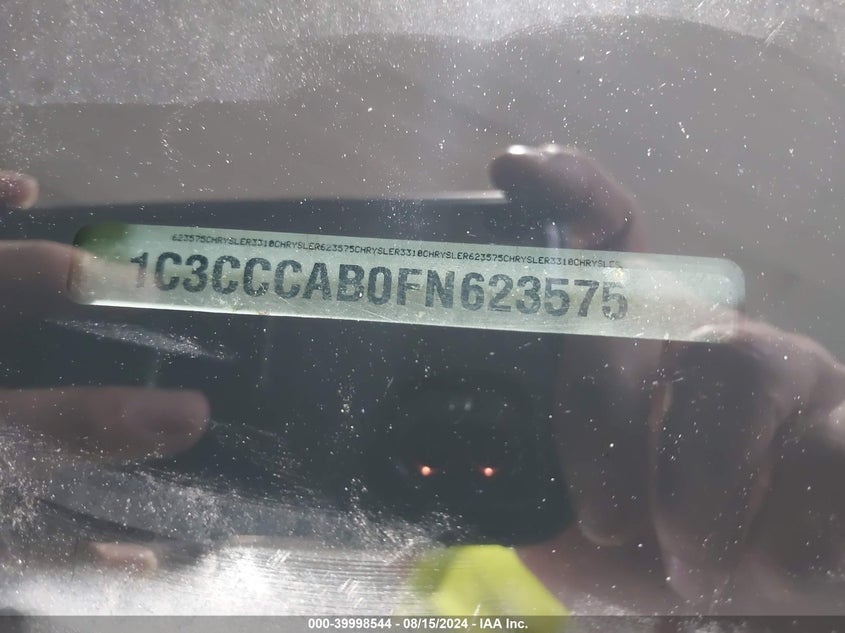 623575CHRYSLER3310CHRYSLER623575CHRYSLER3310CHRYSLER623575CHRYSLER3310CHRYSLER
1C3CCCAB0FN623575
000-39998544 - 08/15/2024 - IAA Inc.